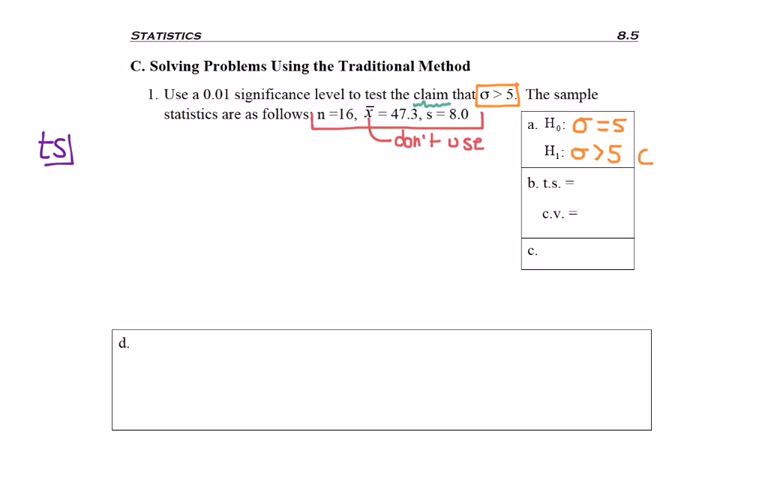 STATISTICS 8.5
C. Solving Problems Using the Traditional Method
1. Use a 0.01 significance level to test the claim that σ > 5. The sample
statistics are as follows: n =16, x̄ = 47.3, s = 8.0
don't use
ts
a. H₀: σ = 5
H₁: σ > 5 C
b. t.s. =
c.v. =
c.
d.